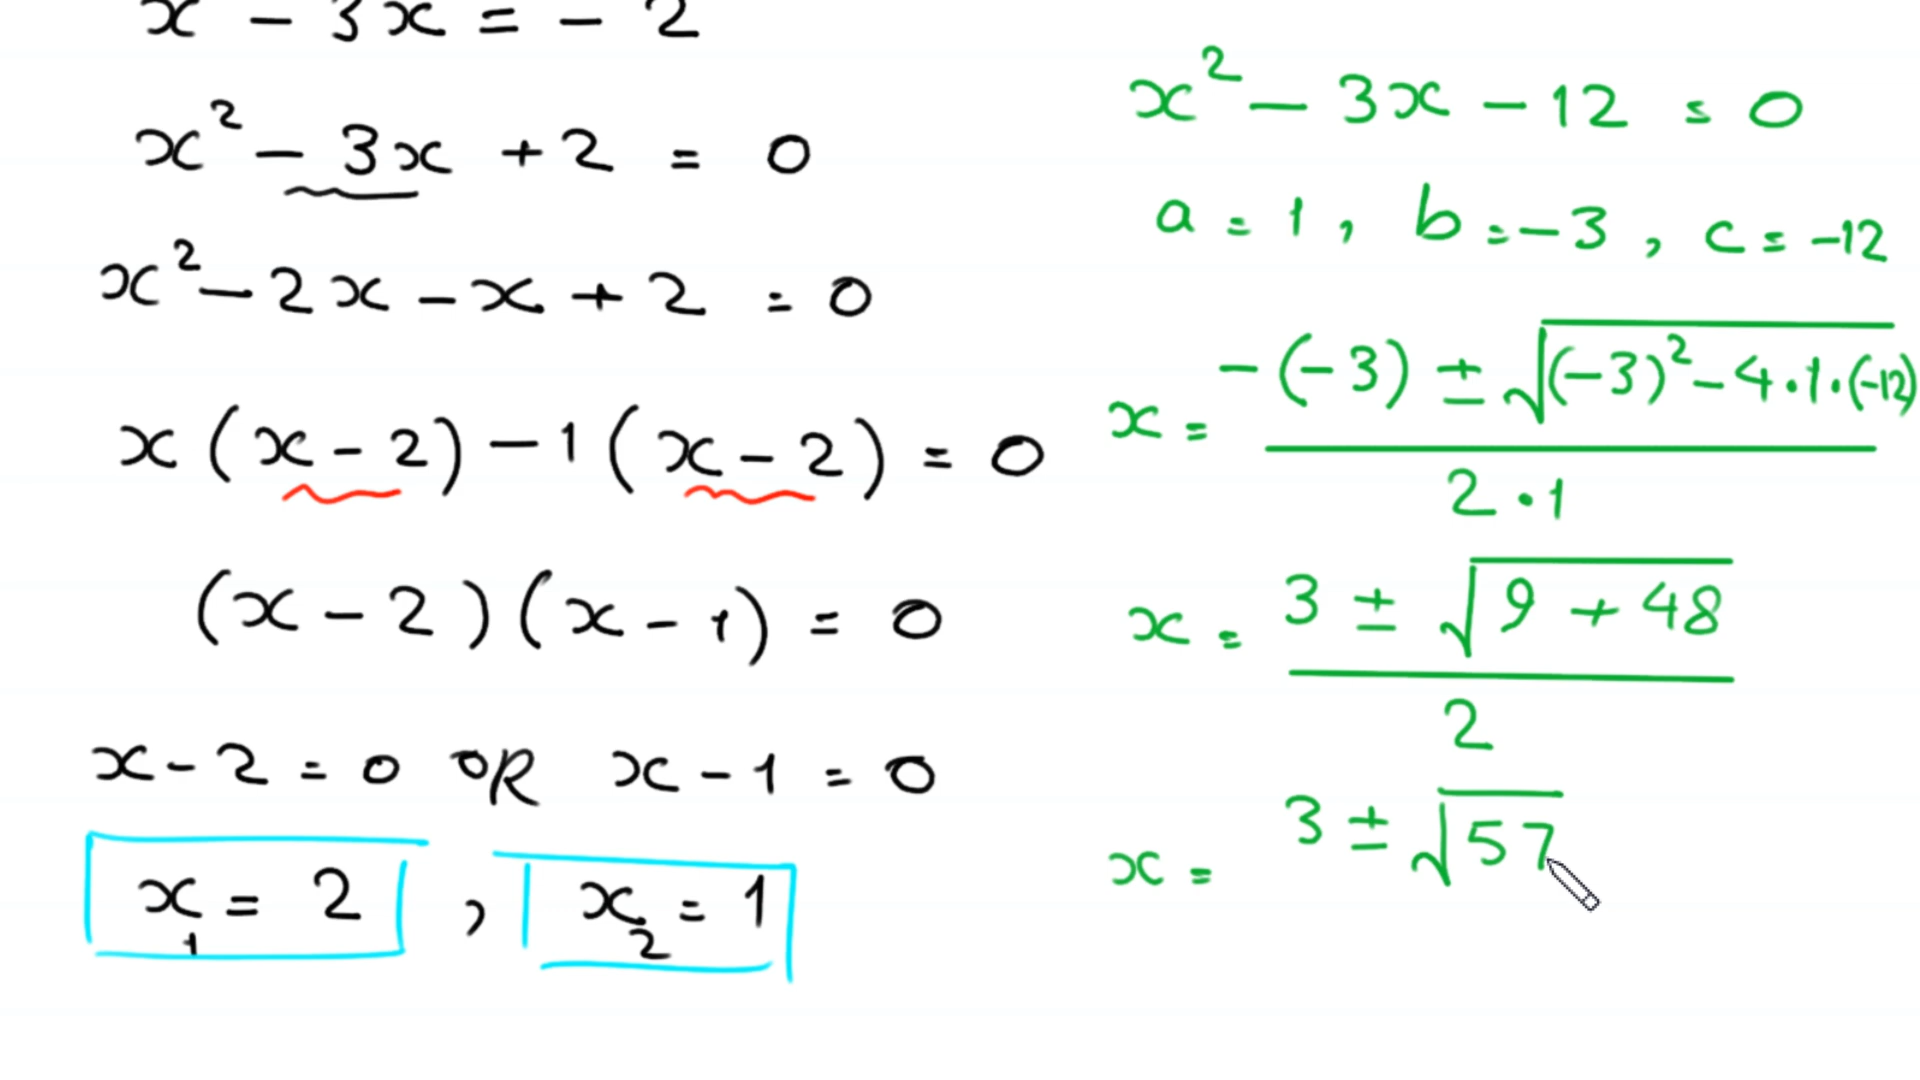 x - 3x = - 2
x² - 3x + 2 = 0
x² - 2x - x + 2 = 0
x(x - 2) - 1(x - 2) = 0
(x - 2)(x - 1) = 0
x - 2 = 0 OR x - 1 = 0
x₁ = 2 , x₂ = 1
x² - 3x - 12 = 0
a = 1 , b = -3 , c = -12
x = (-(-3) ± √((-3)² - 4·1·(-12))) / (2·1)
x = (3 ± √(9 + 48)) / 2
x = 3 ± √57